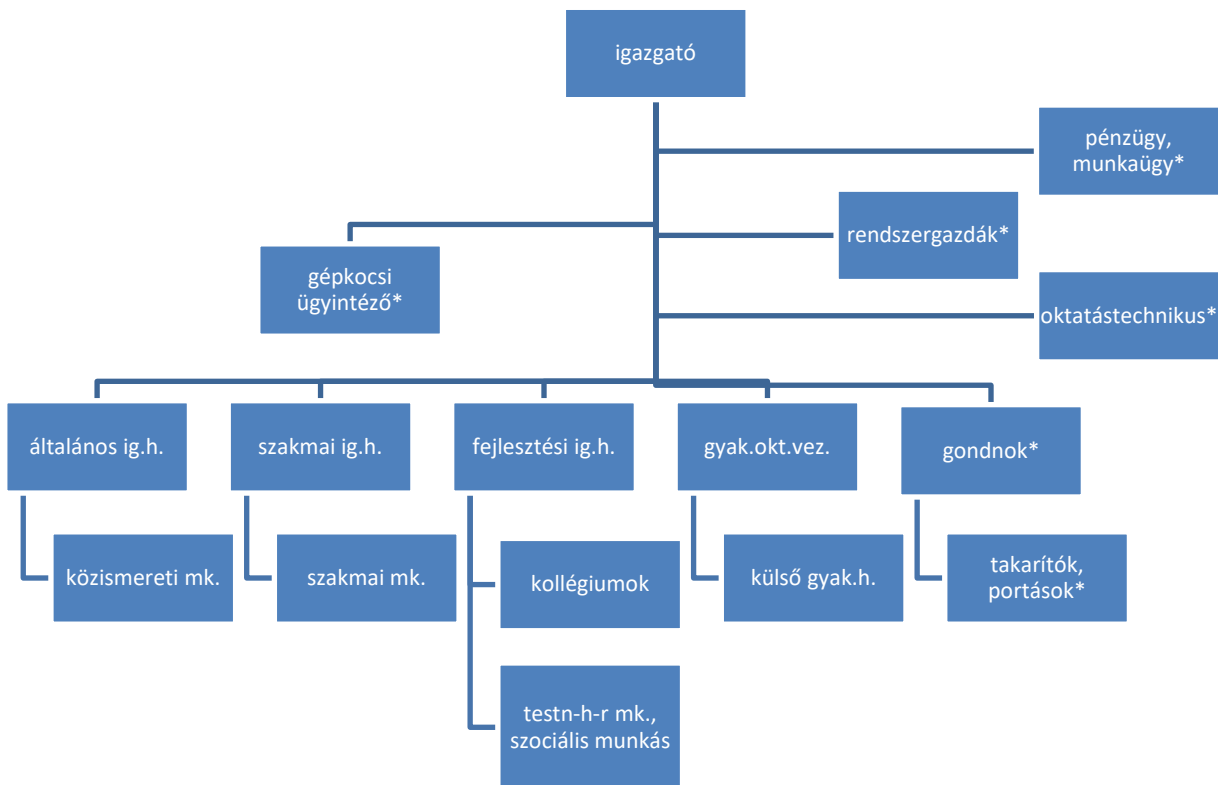 igazgató
pénzügy,
munkaügy*
rendszergazdák*
gépkocsi
ügyintéző*
oktatástechnikus*
általános ig.h.
szakmai ig.h.
fejlesztési ig.h.
gyak.okt.vez.
gondnok*
közismereti mk.
szakmai mk.
kollégiumok
külső gyak.h.
takarítók,
portások*
testn-h-r mk.,
szociális munkás